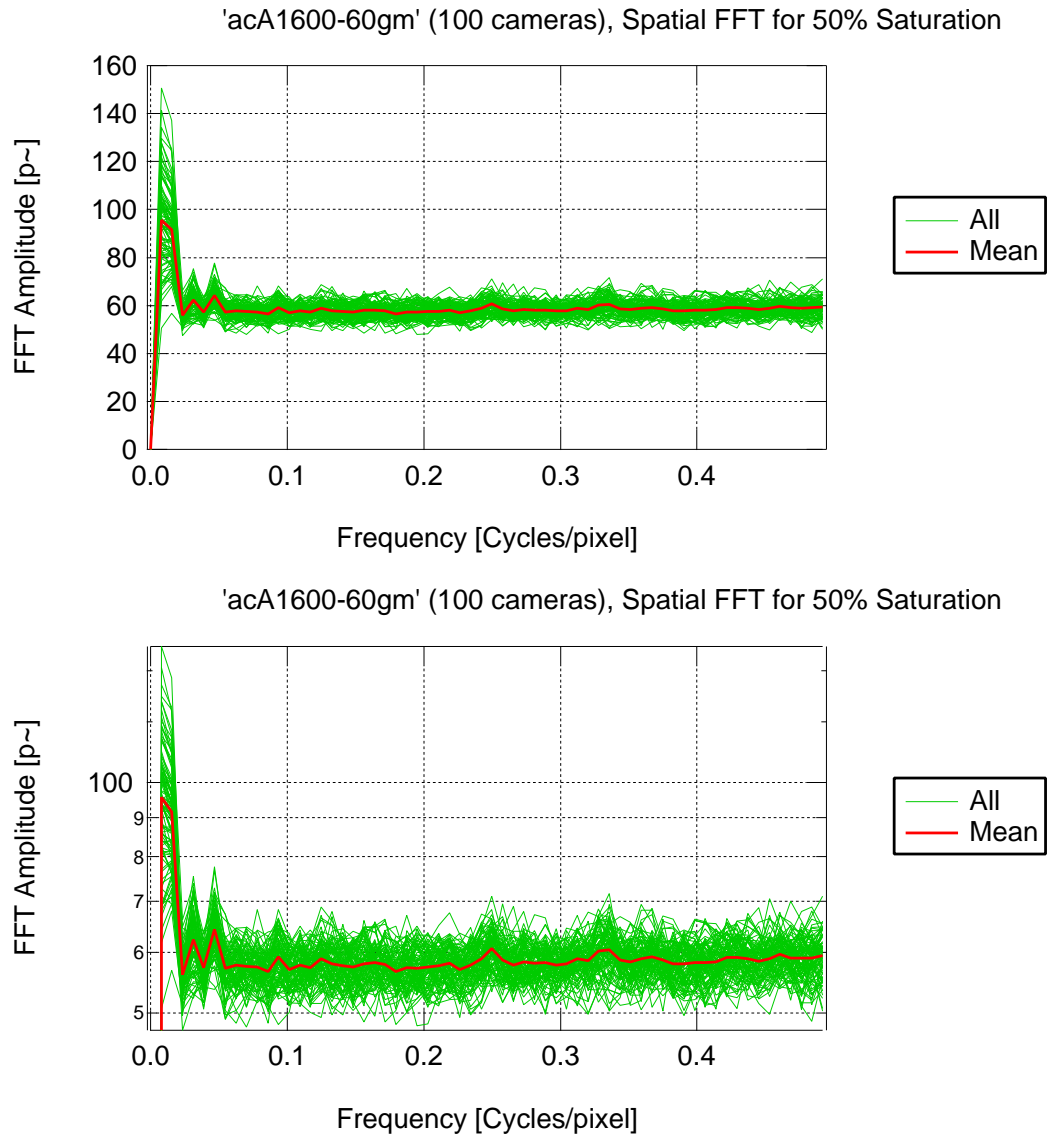 'acA1600-60gm' (100 cameras), Spatial FFT for 50% Saturation
160
140
120
100
80
60
40
20
0
FFT Amplitude [p~]
0.0 0.1 0.2 0.3 0.4
Frequency [Cycles/pixel]
All
Mean
'acA1600-60gm' (100 cameras), Spatial FFT for 50% Saturation
100
9
8
7
6
5
FFT Amplitude [p~]
0.0 0.1 0.2 0.3 0.4
Frequency [Cycles/pixel]
All
Mean